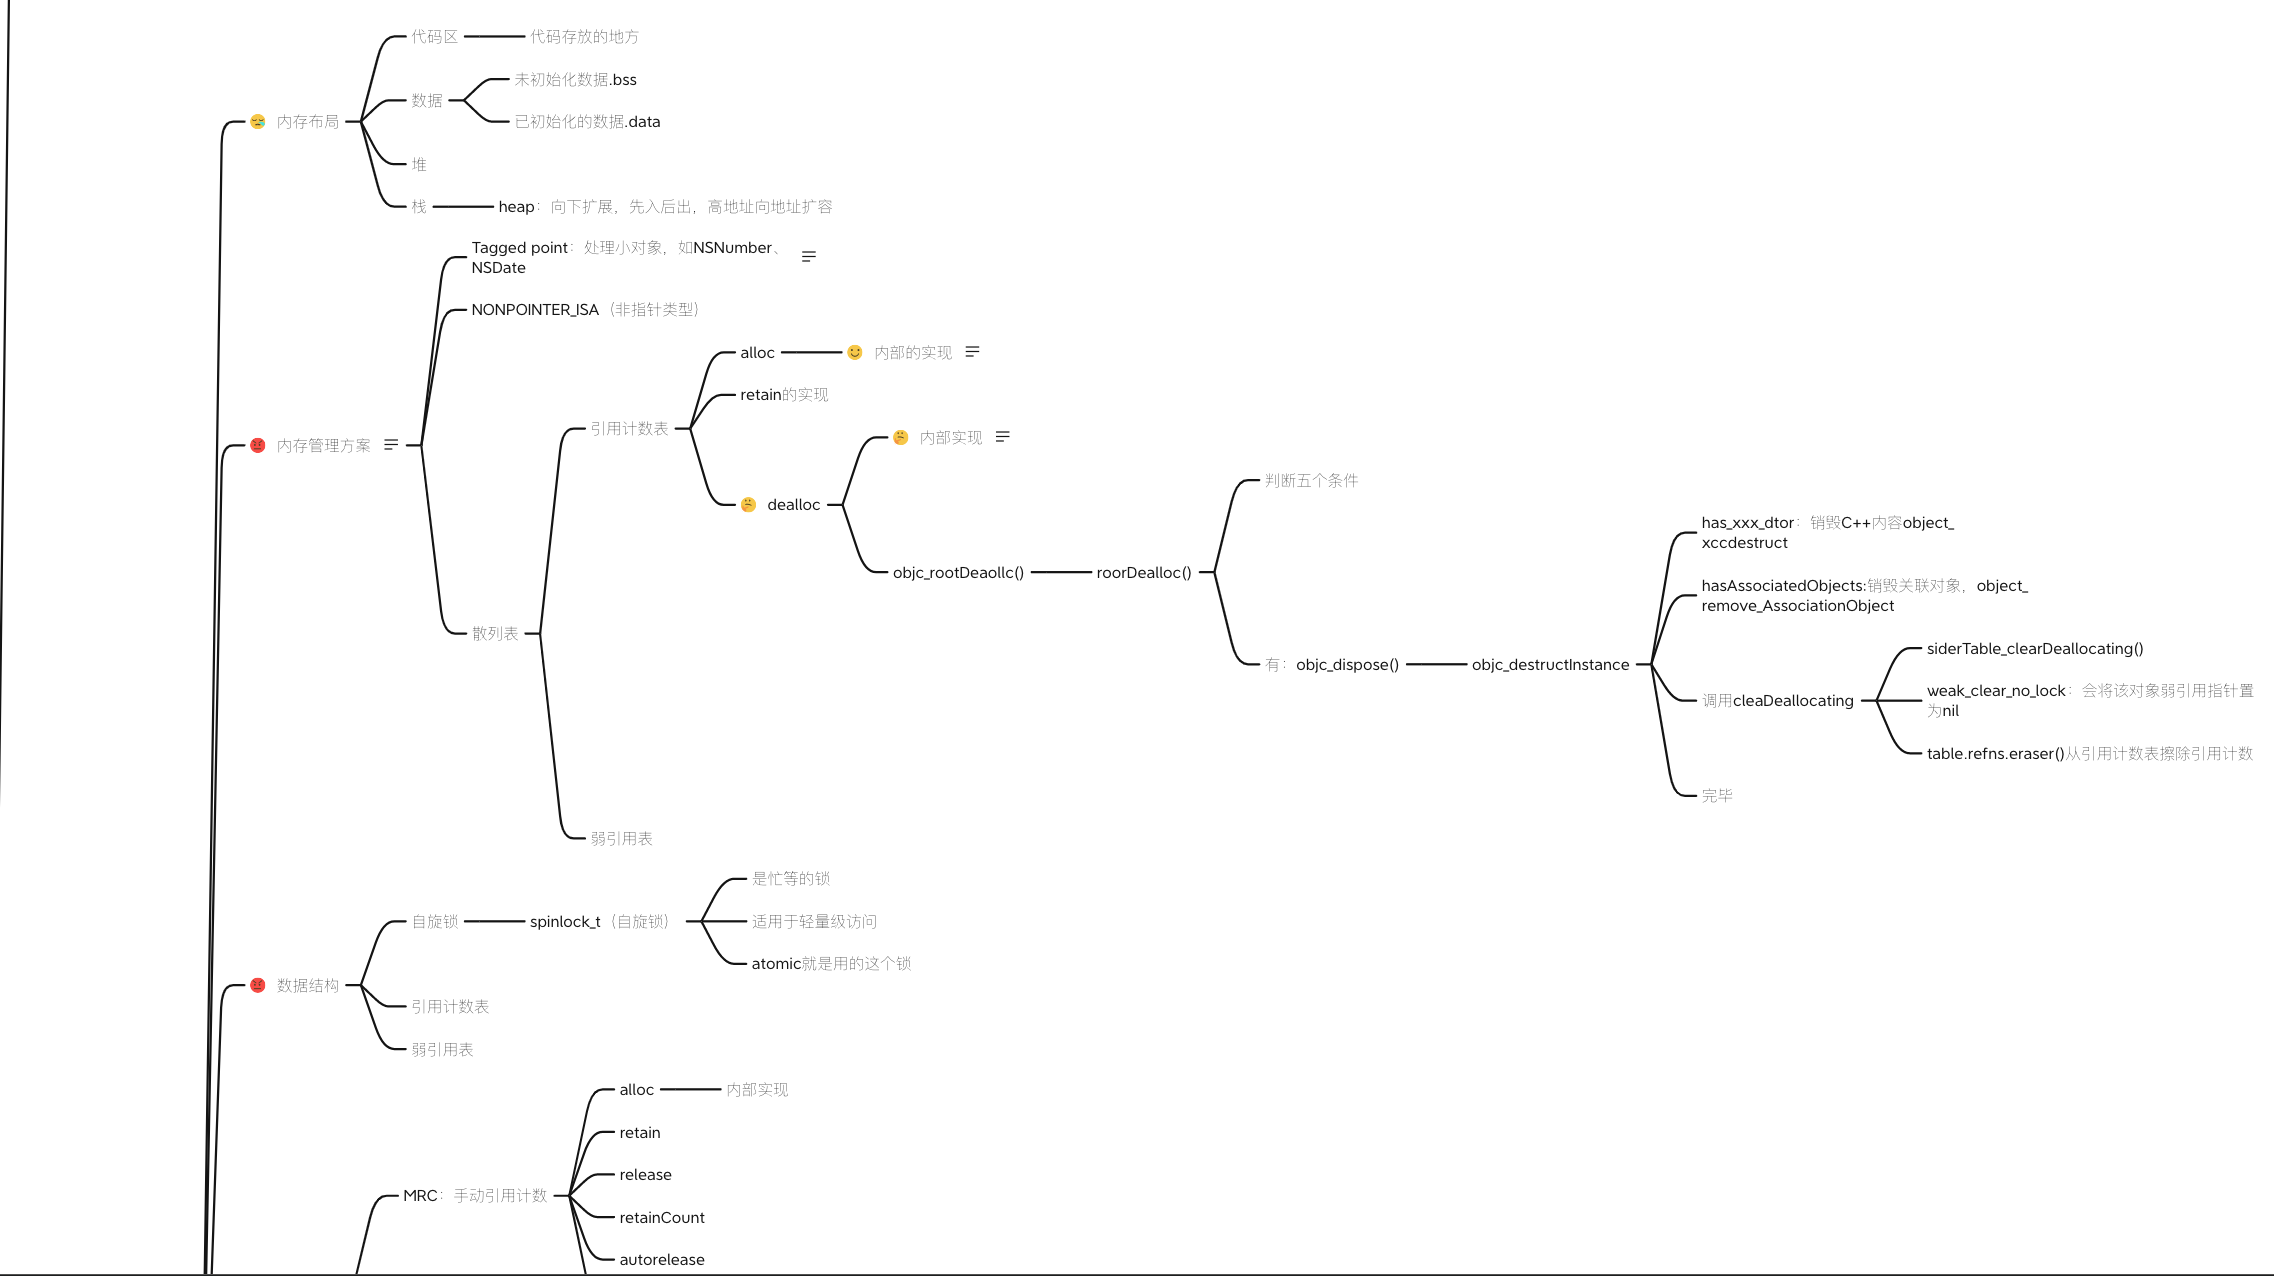 代码区
代码存放的地方
数据
未初始化数据.bss
已初始化的数据.data
内存布局
堆
栈
heap：向下扩展，先入后出，高地址向地址扩容
Tagged point：处理小对象，如NSNumber、
NSDate
NONPOINTER_ISA（非指针类型）
alloc
内部的实现
retain的实现
引用计数表
内部实现
内存管理方案
dealloc
判断五个条件
objc_rootDeaollc()
roorDealloc()
has_xxx_dtor：销毁C++内容object_
xccdestruct
hasAssociatedObjects:销毁关联对象，object_
remove_AssociationObject
散列表
有：objc_dispose()
objc_destructInstance
siderTable_clearDeallocating()
调用cleaDeallocating
weak_clear_no_lock：会将该对象弱引用指针置
为nil
table.refns.eraser()从引用计数表擦除引用计数
完毕
弱引用表
是忙等的锁
自旋锁
spinlock_t（自旋锁）
适用于轻量级访问
atomic就是用的这个锁
数据结构
引用计数表
弱引用表
alloc
内部实现
retain
release
MRC：手动引用计数
retainCount
autorelease